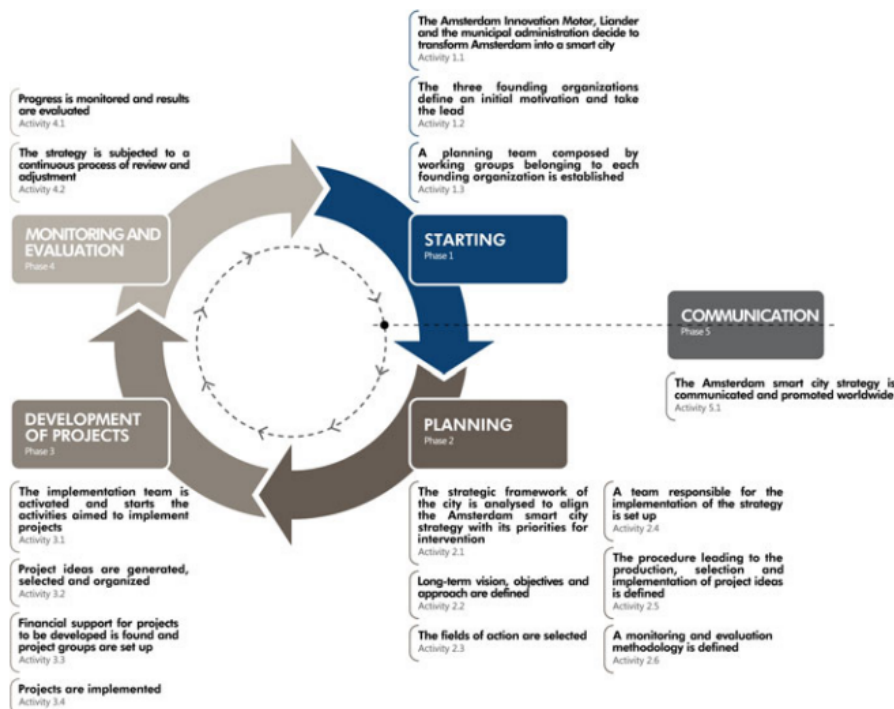 The Amsterdam Innovation Motor, Liander
and the municipal administration decide to
transform Amsterdam into a smart city
Activity 1.1
The three founding organizations
define an initial motivation and take
the lead
Activity 1.2
A planning team composed by
working groups belonging to each
founding organization is established
Activity 1.3
Progress is monitored and results
are evaluated
Activity 4.1
The strategy is subjected to a
continuous process of review and
adjustment
Activity 4.2
MONITORING AND
EVALUATION
Phase 4
STARTING
Phase 1
COMMUNICATION
Phase 5
The Amsterdam smart city strategy is
communicated and promoted worldwide
Activity 5.1
DEVELOPMENT
OF PROJECTS
Phase 3
PLANNING
Phase 2
The implementation team is
activated and starts the
activities aimed to implement
projects
Activity 3.1
Project ideas are generated,
selected and organized
Activity 3.2
Financial support for projects
to be developed is found and
project groups are set up
Activity 3.3
Projects are implemented
Activity 3.4
The strategic framework of
the city is analysed to align
the Amsterdam smart city
strategy with its priorities for
intervention
Activity 2.1
Long-term vision, objectives and
approach are defined
Activity 2.2
The fields of action are selected
Activity 2.3
A team responsible for the
implementation of the strategy
is set up
Activity 2.4
The procedure leading to the
production, selection and
implementation of project ideas
is defined
Activity 2.5
A monitoring and evaluation
methodology is defined
Activity 2.6